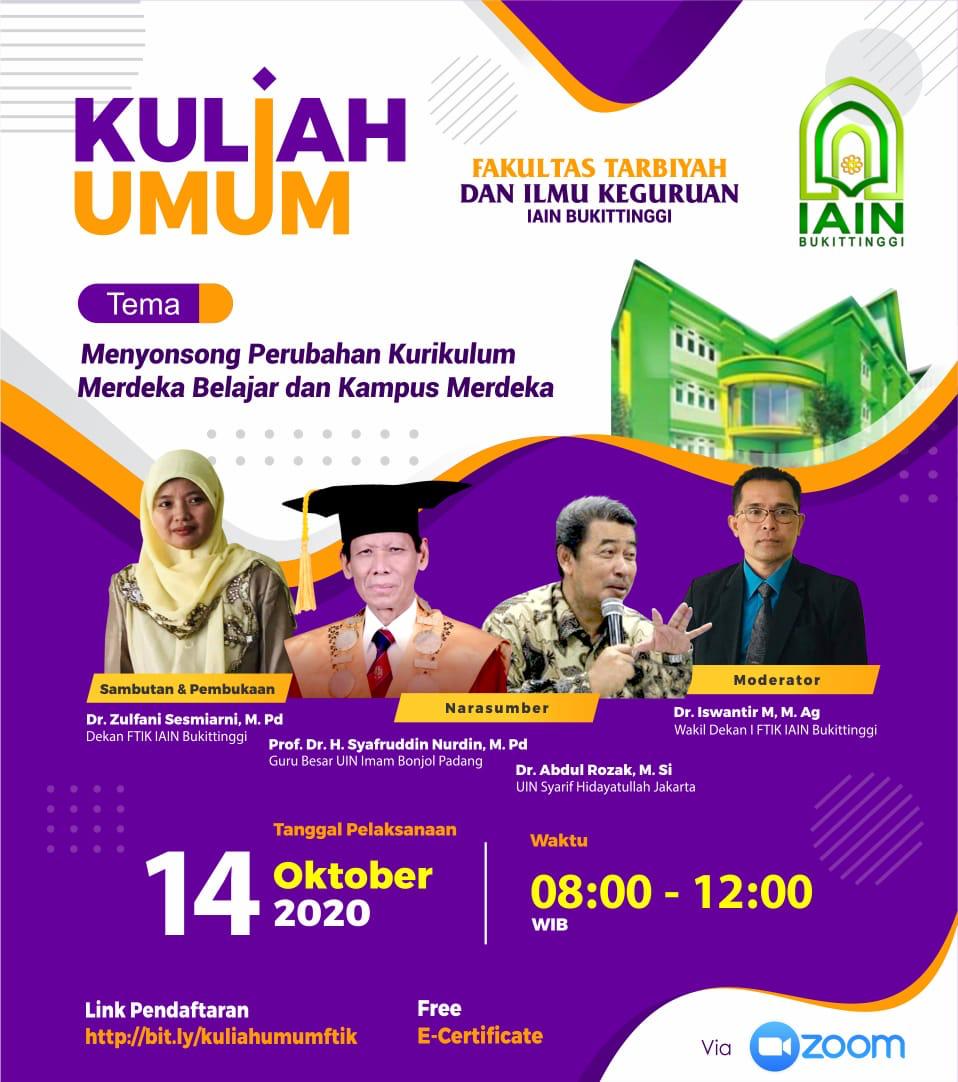 KULIAH
UMUM
FAKULTAS TARBIYAH
DAN ILMU KEGURUAN
IAIN BUKITTINGGI
IAIN
BUKITTINGGI
Tema
Menyonsong Perubahan Kurikulum
Merdeka Belajar dan Kampus Merdeka
Sambutan & Pembukaan
Dr. Zulfani Sesmiarni, M. Pd
Dekan FTIK IAIN Bukittinggi
Narasumber
Prof. Dr. H. Syafruddin Nurdin, M. Pd
Guru Besar UIN Imam Bonjol Padang
Dr. Abdul Rozak, M. Si
UIN Syarif Hidayatullah Jakarta
Moderator
Dr. Iswantir M, M. Ag
Wakil Dekan I FTIK IAIN Bukittinggi
Tanggal Pelaksanaan
14 Oktober
2020
Waktu
08:00 - 12:00
WIB
Link Pendaftaran
http://bit.ly/kuliahumumftik
Free
E-Certificate
Via zoom